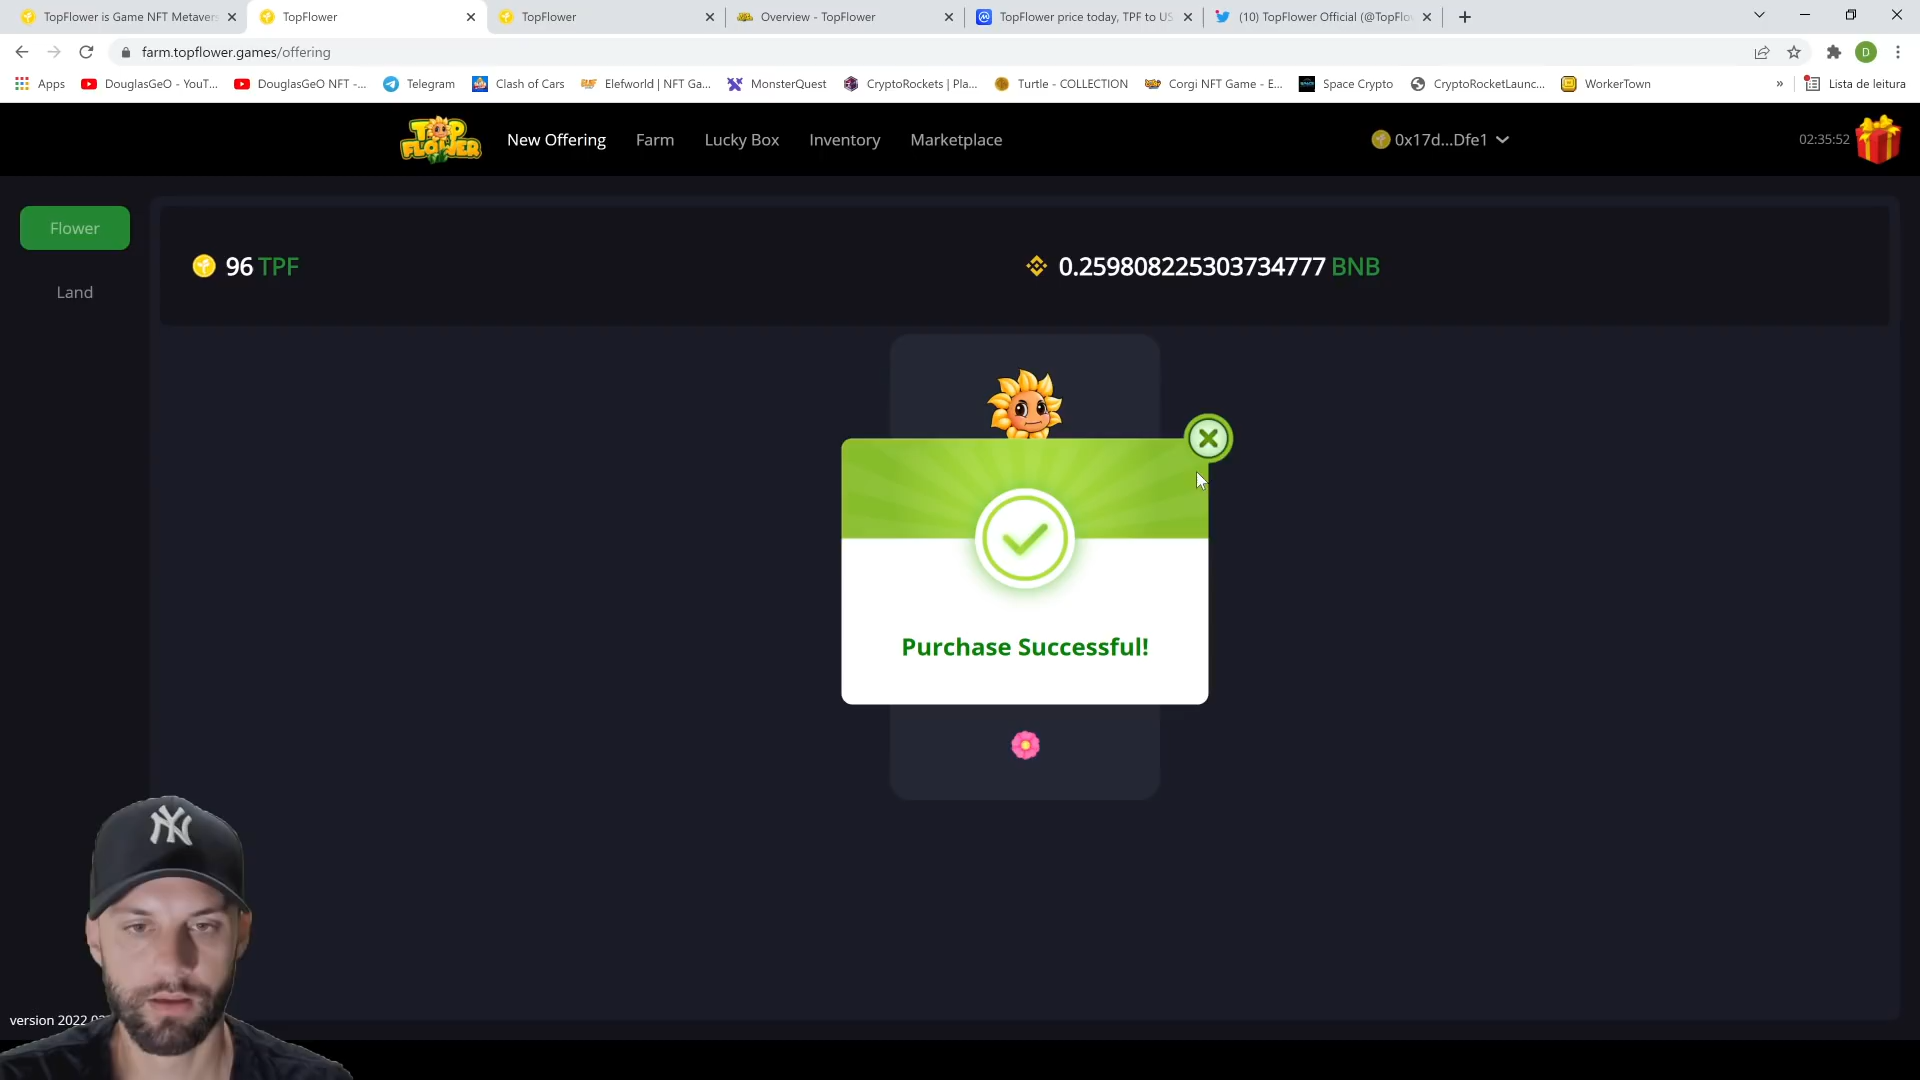 TopFlower is Game NFT Metavers
TopFlower
TopFlower
Overview - TopFlower
TopFlower price today, TPF to US
(10) TopFlower Official (@TopFlo
farm.topflower.games/offering
D
Apps
DouglasGeO - YouT...
DouglasGeO NFT -...
Telegram
Clash of Cars
Elefworld | NFT Ga...
MonsterQuest
CryptoRockets | Pla...
Turtle - COLLECTION
Corgi NFT Game - E...
Space Crypto
CryptoRocketLaunc...
WorkerTown
»
Lista de leitura
TOP
FLOWER
New Offering
Farm
Lucky Box
Inventory
Marketplace
0x17d...Dfe1
02:35:52
Flower
Land
96 TPF
0.259808225303734777 BNB
Purchase Successful!
NY
version 2022